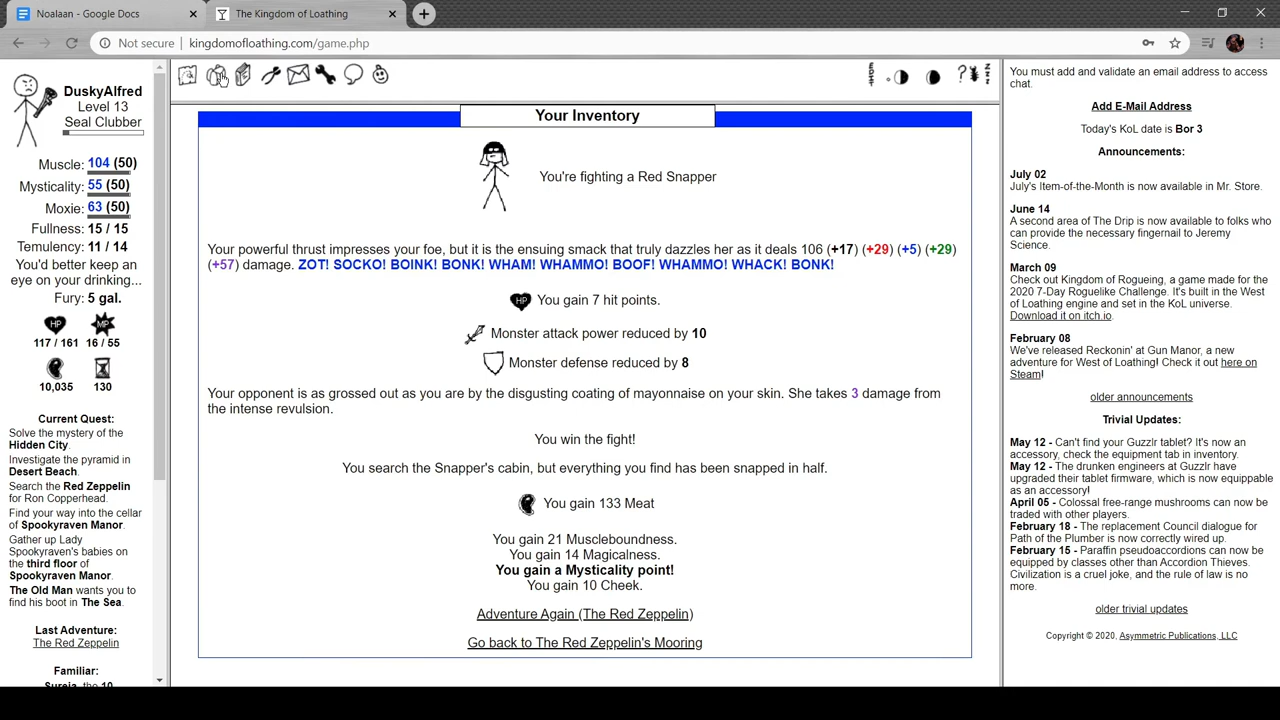 Noalaan - Google Docs
The Kingdom of Loathing
Not secure | kingdomofloathing.com/game.php
DuskyAlfred
Level 13
Seal Clubber
Muscle: 104 (50)
Mysticality: 55 (50)
Moxie: 63 (50)
Fullness: 15 / 15
Temulency: 11 / 14
You'd better keep an
eye on your drinking...
Fury: 5 gal.
HP MP
117 / 161 16 / 55
10,035 130
Current Quest:
Solve the mystery of the
Hidden City.
Investigate the pyramid in
Desert Beach.
Search the Red Zeppelin
for Ron Copperhead.
Find your way into the cellar
of Spookyraven Manor.
Gather up Lady
Spookyraven's babies on
the third floor of
Spookyraven Manor.
The Old Man wants you to
find his boot in The Sea.
Last Adventure:
The Red Zeppelin
Familiar:
Your Inventory
You're fighting a Red Snapper
Your powerful thrust impresses your foe, but it is the ensuing smack that truly dazzles her as it deals 106 (+17) (+29) (+5) (+29)
(+57) damage. ZOT! SOCKO! BOINK! BONK! WHAM! WHAMMO! BOOF! WHAMMO! WHACK! BONK!
HP You gain 7 hit points.
Monster attack power reduced by 10
Monster defense reduced by 8
Your opponent is as grossed out as you are by the disgusting coating of mayonnaise on your skin. She takes 3 damage from
the intense revulsion.
You win the fight!
You search the Snapper's cabin, but everything you find has been snapped in half.
You gain 133 Meat
You gain 21 Muscleboundness.
You gain 14 Magicalness.
You gain a Mysticality point!
You gain 10 Cheek.
Adventure Again (The Red Zeppelin)
Go back to The Red Zeppelin's Mooring
You must add and validate an email address to access
chat.
Add E-Mail Address
Today's KoL date is Bor 3
Announcements:
July 02
July's Item-of-the-Month is now available in Mr. Store.
June 14
A second area of The Drip is now available to folks who
can provide the necessary fingernail to Jeremy
Science.
March 09
Check out Kingdom of Rogueing, a game made for the
2020 7-Day Roguelike Challenge. It's built in the West
of Loathing engine and set in the KoL universe.
Download it on itch.io.
February 08
We've released Reckonin' at Gun Manor, a new
adventure for West of Loathing! Check it out here on
Steam!
older announcements
Trivial Updates:
May 12 - Can't find your Guzzlr tablet? It's now an
accessory, check the equipment tab in inventory.
May 12 - The drunken engineers at Guzzlr have
upgraded their tablet firmware, which is now equippable
as an accessory!
April 05 - Colossal free-range mushrooms can now be
traded with other players.
February 18 - The replacement Council dialogue for
Path of the Plumber is now correctly wired up.
February 15 - Paraffin pseudoaccordions can now be
equipped by classes other than Accordion Thieves.
Civilization is a cruel joke, and the rule of law is no
more.
older trivial updates
Copyright © 2020, Asymmetric Publications, LLC